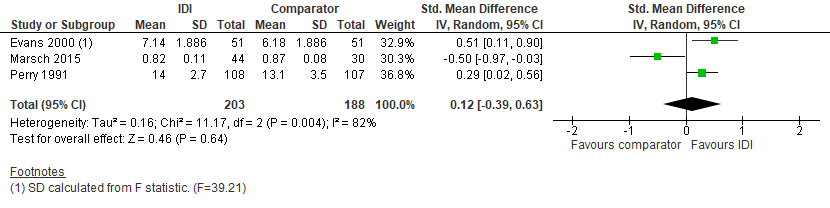 IDI Comparator Std. Mean Difference Std. Mean Difference
Study or Subgroup Mean SD Total Mean SD Total Weight IV, Random, 95% CI IV, Random, 95% CI
Evans 2000 (1) 7.14 1.886 51 6.18 1.886 51 32.9% 0.51 [0.11, 0.90]
Marsch 2015 0.82 0.11 44 0.87 0.08 30 30.3% -0.50 [-0.97, -0.03]
Perry 1991 14 2.7 108 13.1 3.5 107 36.8% 0.29 [0.02, 0.56]
Total (95% CI) 203 188 100.0% 0.12 [-0.39, 0.63]
Heterogeneity: Tau² = 0.16; Chi² = 11.17, df = 2 (P = 0.004); I² = 82%
Test for overall effect: Z = 0.46 (P = 0.64)
-2 -1 0 1 2
Favours comparator Favours IDI
Footnotes
(1) SD calculated from F statistic. (F=39.21)